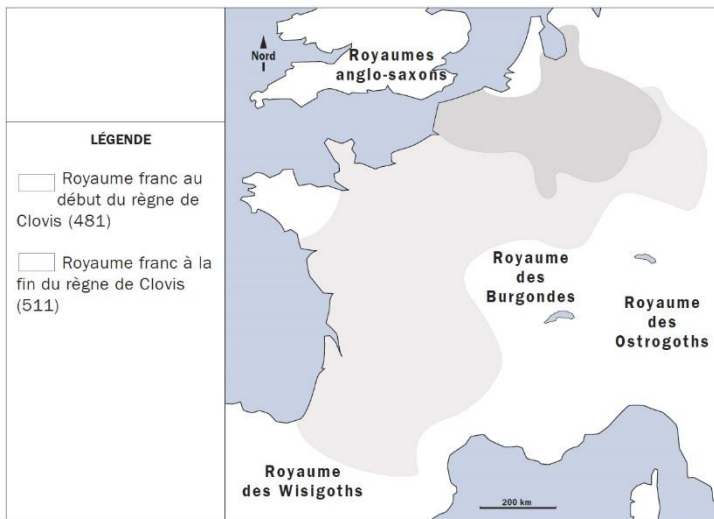 LÉGENDE
Royaume franc au
début du règne de
Clovis (481)
Royaume franc à la
fin du règne de Clovis
(511)
Nord
Royaumes
anglo-saxons
Royaume
des
Burgondes
Royaume
des
Ostrogoths
Royaume
des Wisigoths
200 km